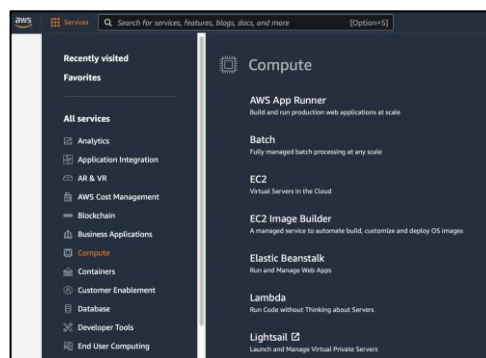 aws
Services
Search for services, features, blogs, docs, and more
[Option+S]
Recently visited
Favorites
All services
Analytics
Application Integration
AR & VR
AWS Cost Management
Blockchain
Business Applications
Compute
Containers
Customer Enablement
Database
Developer Tools
End User Computing
Compute
AWS App Runner
Build and run production web applications at scale
Batch
Fully managed batch processing at any scale
EC2
Virtual Servers in the Cloud
EC2 Image Builder
A managed service to automate build, customize and deploy OS images
Elastic Beanstalk
Run and Manage Web Apps
Lambda
Run Code without Thinking about Servers
Lightsail
Launch and Manage Virtual Private Servers